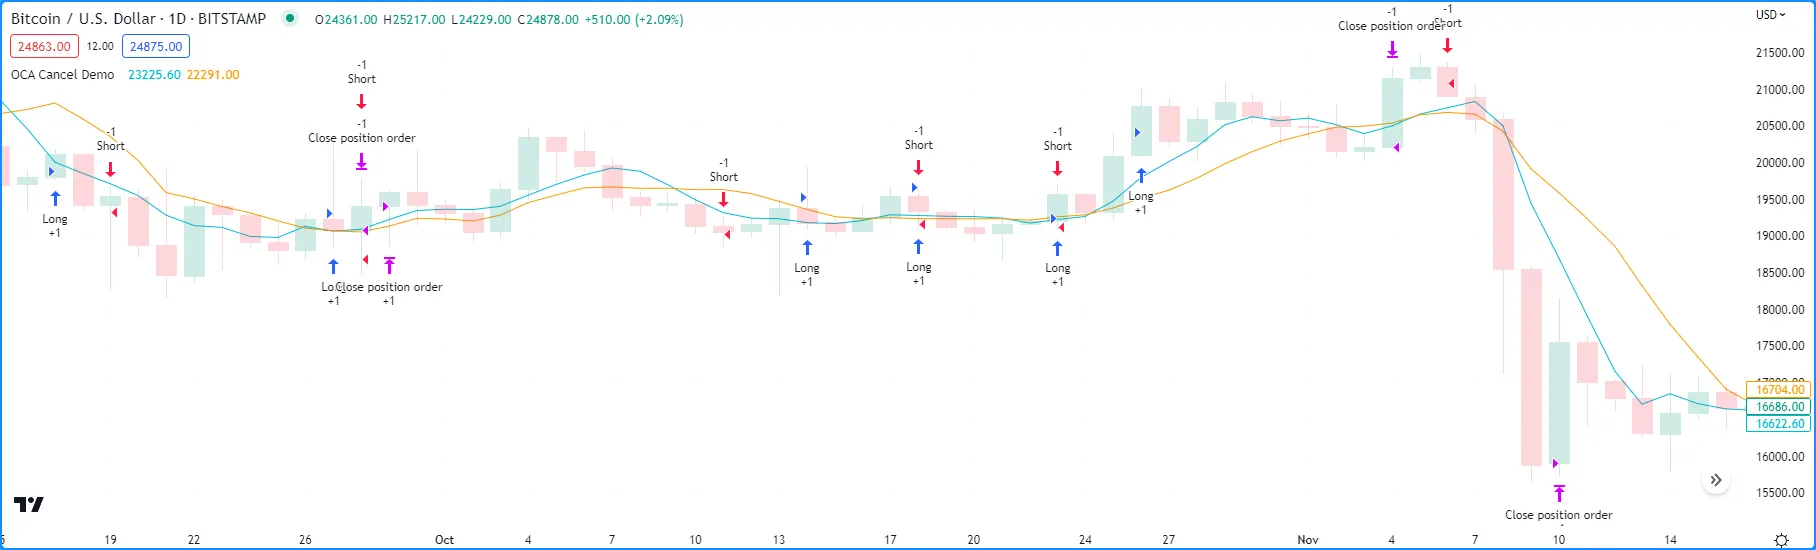 Bitcoin / U.S. Dollar · 1D · BITSTAMP O24361.00 H25217.00 L24229.00 C24878.00 +510.00 (+2.09%)
24863.00 12.00 24875.00
OCA Cancel Demo 23225.60 22291.00
USD
-1
Close position order
-1
Short
-1
Short
-1
Close position order
-1
Short
-1
Short
-1
Short
-1
Short
Long
+1
Long
+1
Close position order
+1
Long
+1
Long
+1
Long
+1
Long
+1
Close position order
21500.00
21000.00
20500.00
20000.00
19500.00
19000.00
18500.00
18000.00
17500.00
17000.00
16704.00
16686.00
16622.60
16000.00
15500.00
19 22 26 Oct 4 7 10 13 17 20 24 27 Nov 4 7 10 14